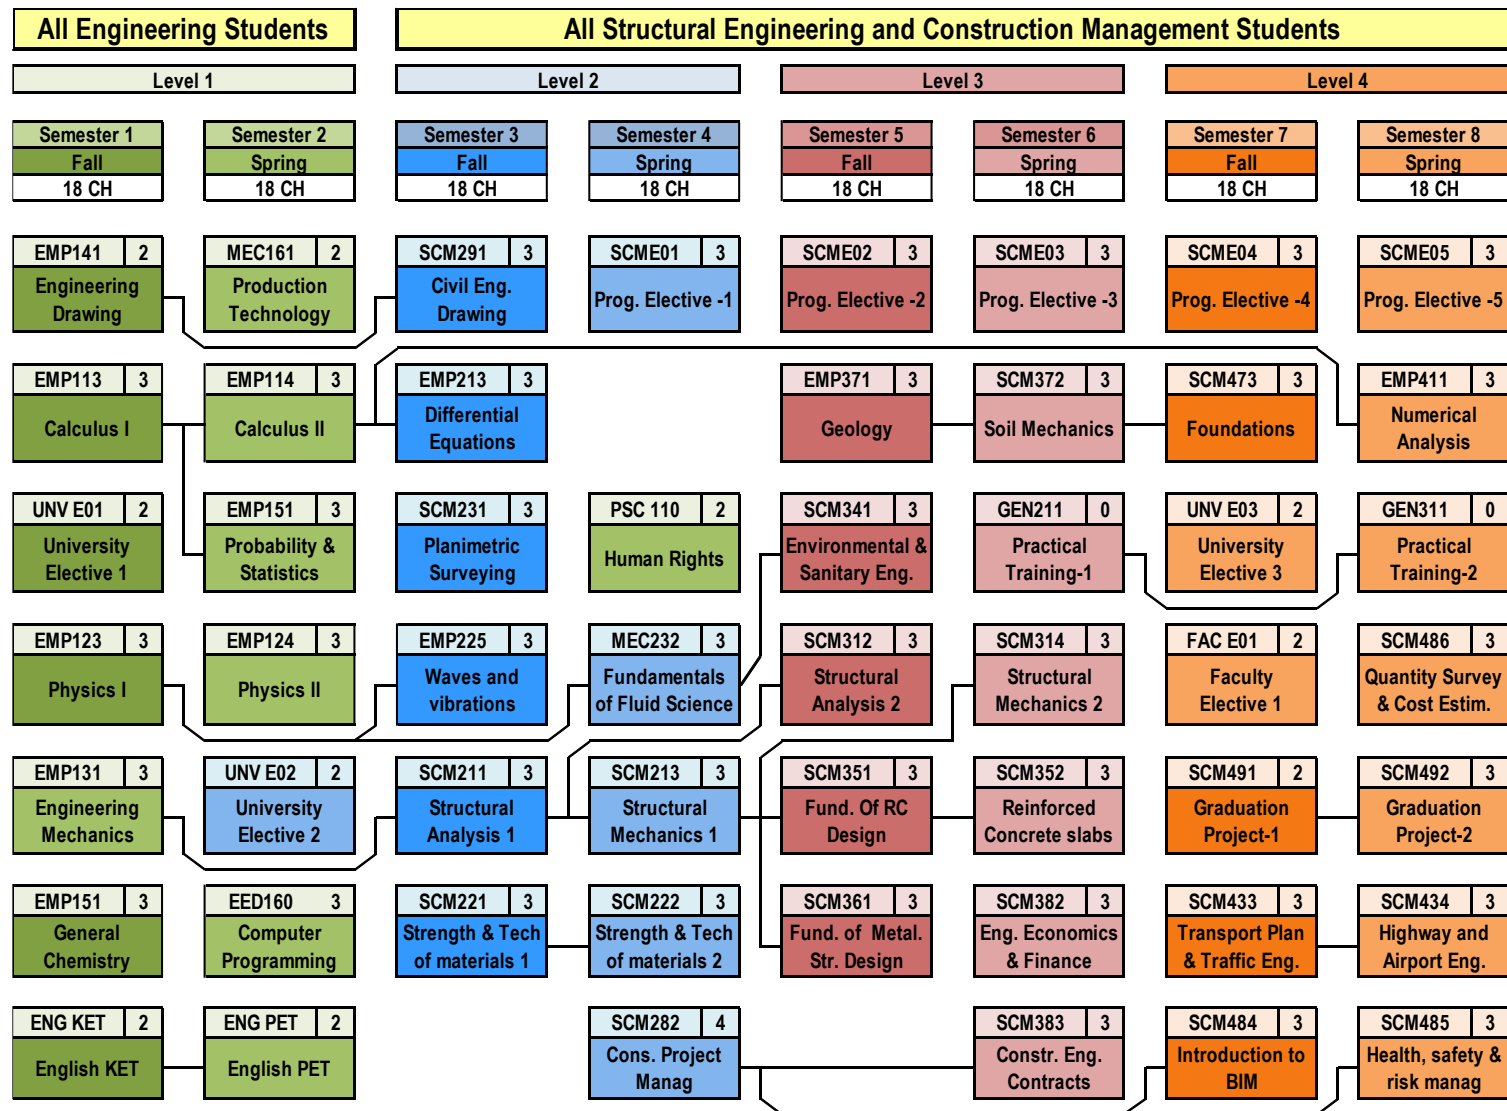 All Engineering Students
All Structural Engineering and Construction Management Students
Level 1
Level 2
Level 3
Level 4
Semester 1
Semester 2
Semester 3
Semester 4
Semester 5
Semester 6
Semester 7
Semester 8
Fall
Spring
Fall
Spring
Fall
Spring
Fall
Spring
18 CH
18 CH
18 CH
18 CH
18 CH
18 CH
18 CH
18 CH
EMP141 2
Engineering
Drawing
MEC161 2
Production
Technology
SCM291 3
Civil Eng.
Drawing
SCME01 3
Prog. Elective -1
SCME02 3
Prog. Elective -2
SCME03 3
Prog. Elective -3
SCME04 3
Prog. Elective -4
SCME05 3
Prog. Elective -5
EMP113 3
Calculus I
EMP114 3
Calculus II
EMP213 3
Differential
Equations
EMP371 3
Geology
SCM372 3
Soil Mechanics
SCM473 3
Foundations
EMP411 3
Numerical
Analysis
UNV E01 2
University
Elective 1
EMP151 3
Probability &
Statistics
SCM231 3
Planimetric
Surveying
PSC 110 2
Human Rights
SCM341 3
Environmental &
Sanitary Eng.
GEN211 0
Practical
Training-1
UNV E03 2
University
Elective 3
GEN311 0
Practical
Training-2
EMP123 3
Physics I
EMP124 3
Physics II
EMP225 3
Waves and
vibrations
MEC232 3
Fundamentals
of Fluid Science
SCM312 3
Structural
Analysis 2
SCM314 3
Structural
Mechanics 2
FAC E01 2
Faculty
Elective 1
SCM486 3
Quantity Survey
& Cost Estim.
EMP131 3
Engineering
Mechanics
UNV E02 2
University
Elective 2
SCM211 3
Structural
Analysis 1
SCM213 3
Structural
Mechanics 1
SCM351 3
Fund. Of RC
Design
SCM352 3
Reinforced
Concrete slabs
SCM491 2
Graduation
Project-1
SCM492 3
Graduation
Project-2
EMP151 3
General
Chemistry
EED160 3
Computer
Programming
SCM221 3
Strength & Tech
of materials 1
SCM222 3
Strength & Tech
of materials 2
SCM361 3
Fund. of Metal.
Str. Design
SCM382 3
Eng. Economics
& Finance
SCM433 3
Transport Plan
& Traffic Eng.
SCM434 3
Highway and
Airport Eng.
ENG KET 2
English KET
ENG PET 2
English PET
SCM282 4
Cons. Project
Manag
SCM383 3
Constr. Eng.
Contracts
SCM484 3
Introduction to
BIM
SCM485 3
Health, safety &
risk manag